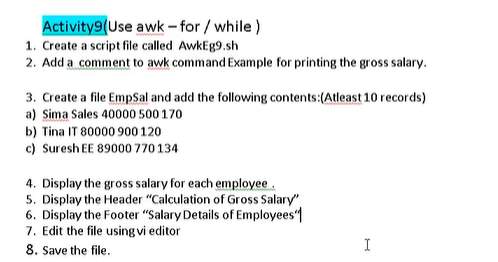 Activity9(Use awk – for / while )
1. Create a script file called AwkEg9.sh
2. Add a comment to awk command Example for printing the gross salary.
3. Create a file EmpSal and add the following contents:(Atleast 10 records)
a) Sima Sales 40000 500 170
b) Tina IT 80000 900 120
c) Suresh EE 89000 770 134
4. Display the gross salary for each employee .
5. Display the Header “Calculation of Gross Salary”
6. Display the Footer “Salary Details of Employees“
7. Edit the file using vi editor
8. Save the file.